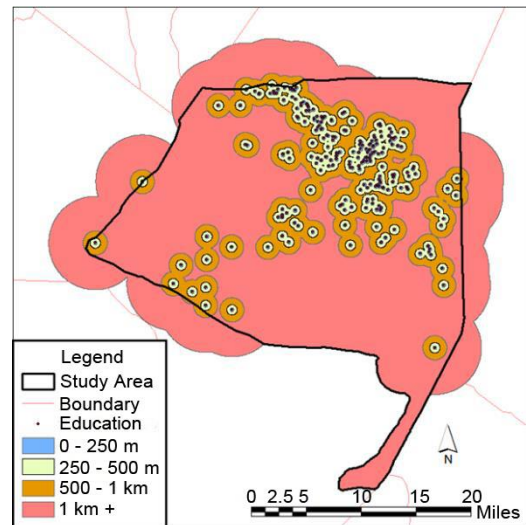 N
Legend
Study Area
Boundary
Education
0 - 250 m
250 - 500 m
500 - 1 km
1 km +
0 2.5 5 10 15 20
Miles